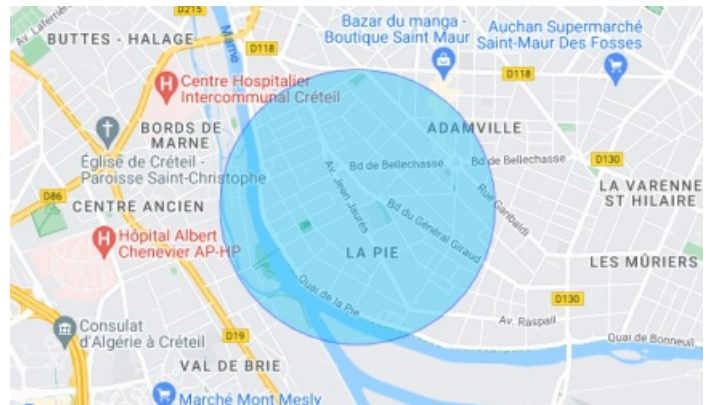 D215
Av. Laferrière
BUTTES - HALAGE
Marne
D118
Bazar du manga -
Boutique Saint Maur
Auchan Supermarché
Saint-Maur Des Fosses
D118
Centre Hospitalier
Intercommunal Créteil
BORDS DE
MARNE
ADAMVILLE
Église de Créteil -
Paroisse Saint-Christophe
Bd de Bellechasse
Bd de Bellechasse
D130
Av. Jean Jaurès
Rue Garibaldi
LA VARENNE
ST HILAIRE
D86
CENTRE ANCIEN
Bd du Général Giraud
Hôpital Albert
Chenevier AP-HP
LA PIE
LES MÛRIERS
Quai de la Pie
D130
Av. Raspail
Consulat
d'Algérie à Créteil
D19
Quai de Bonneuil
VAL DE BRIE
Marché Mont Mesly